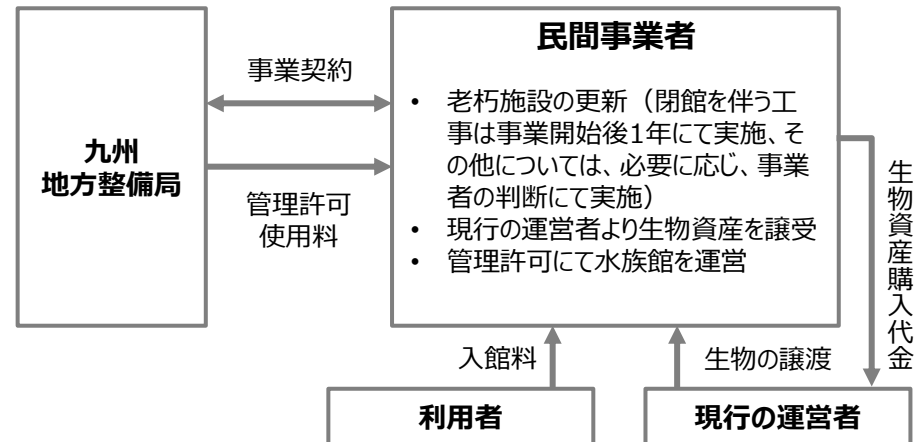 民間事業者
事業契約
• 老朽施設の更新（閉館を伴う工
事は事業開始後1年にて実施、そ
の他については、必要に応じ、事業
者の判断にて実施）
• 現行の運営者より生物資産を譲受
• 管理許可にて水族館を運営
九州
地方整備局
管理許可
使用料
生物資産購入代金
入館料
生物の譲渡
利用者
現行の運営者